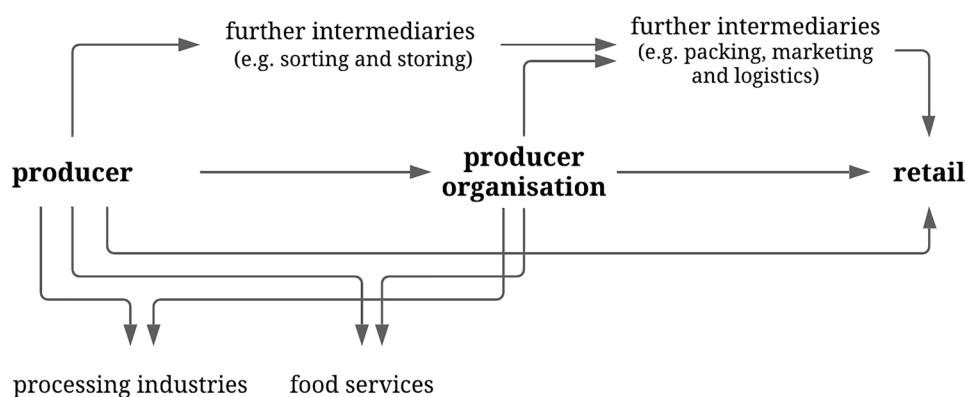 further intermediaries
(e.g. sorting and storing)
further intermediaries
(e.g. packing, marketing
and logistics)
producer
producer
organisation
retail
processing industries
food services